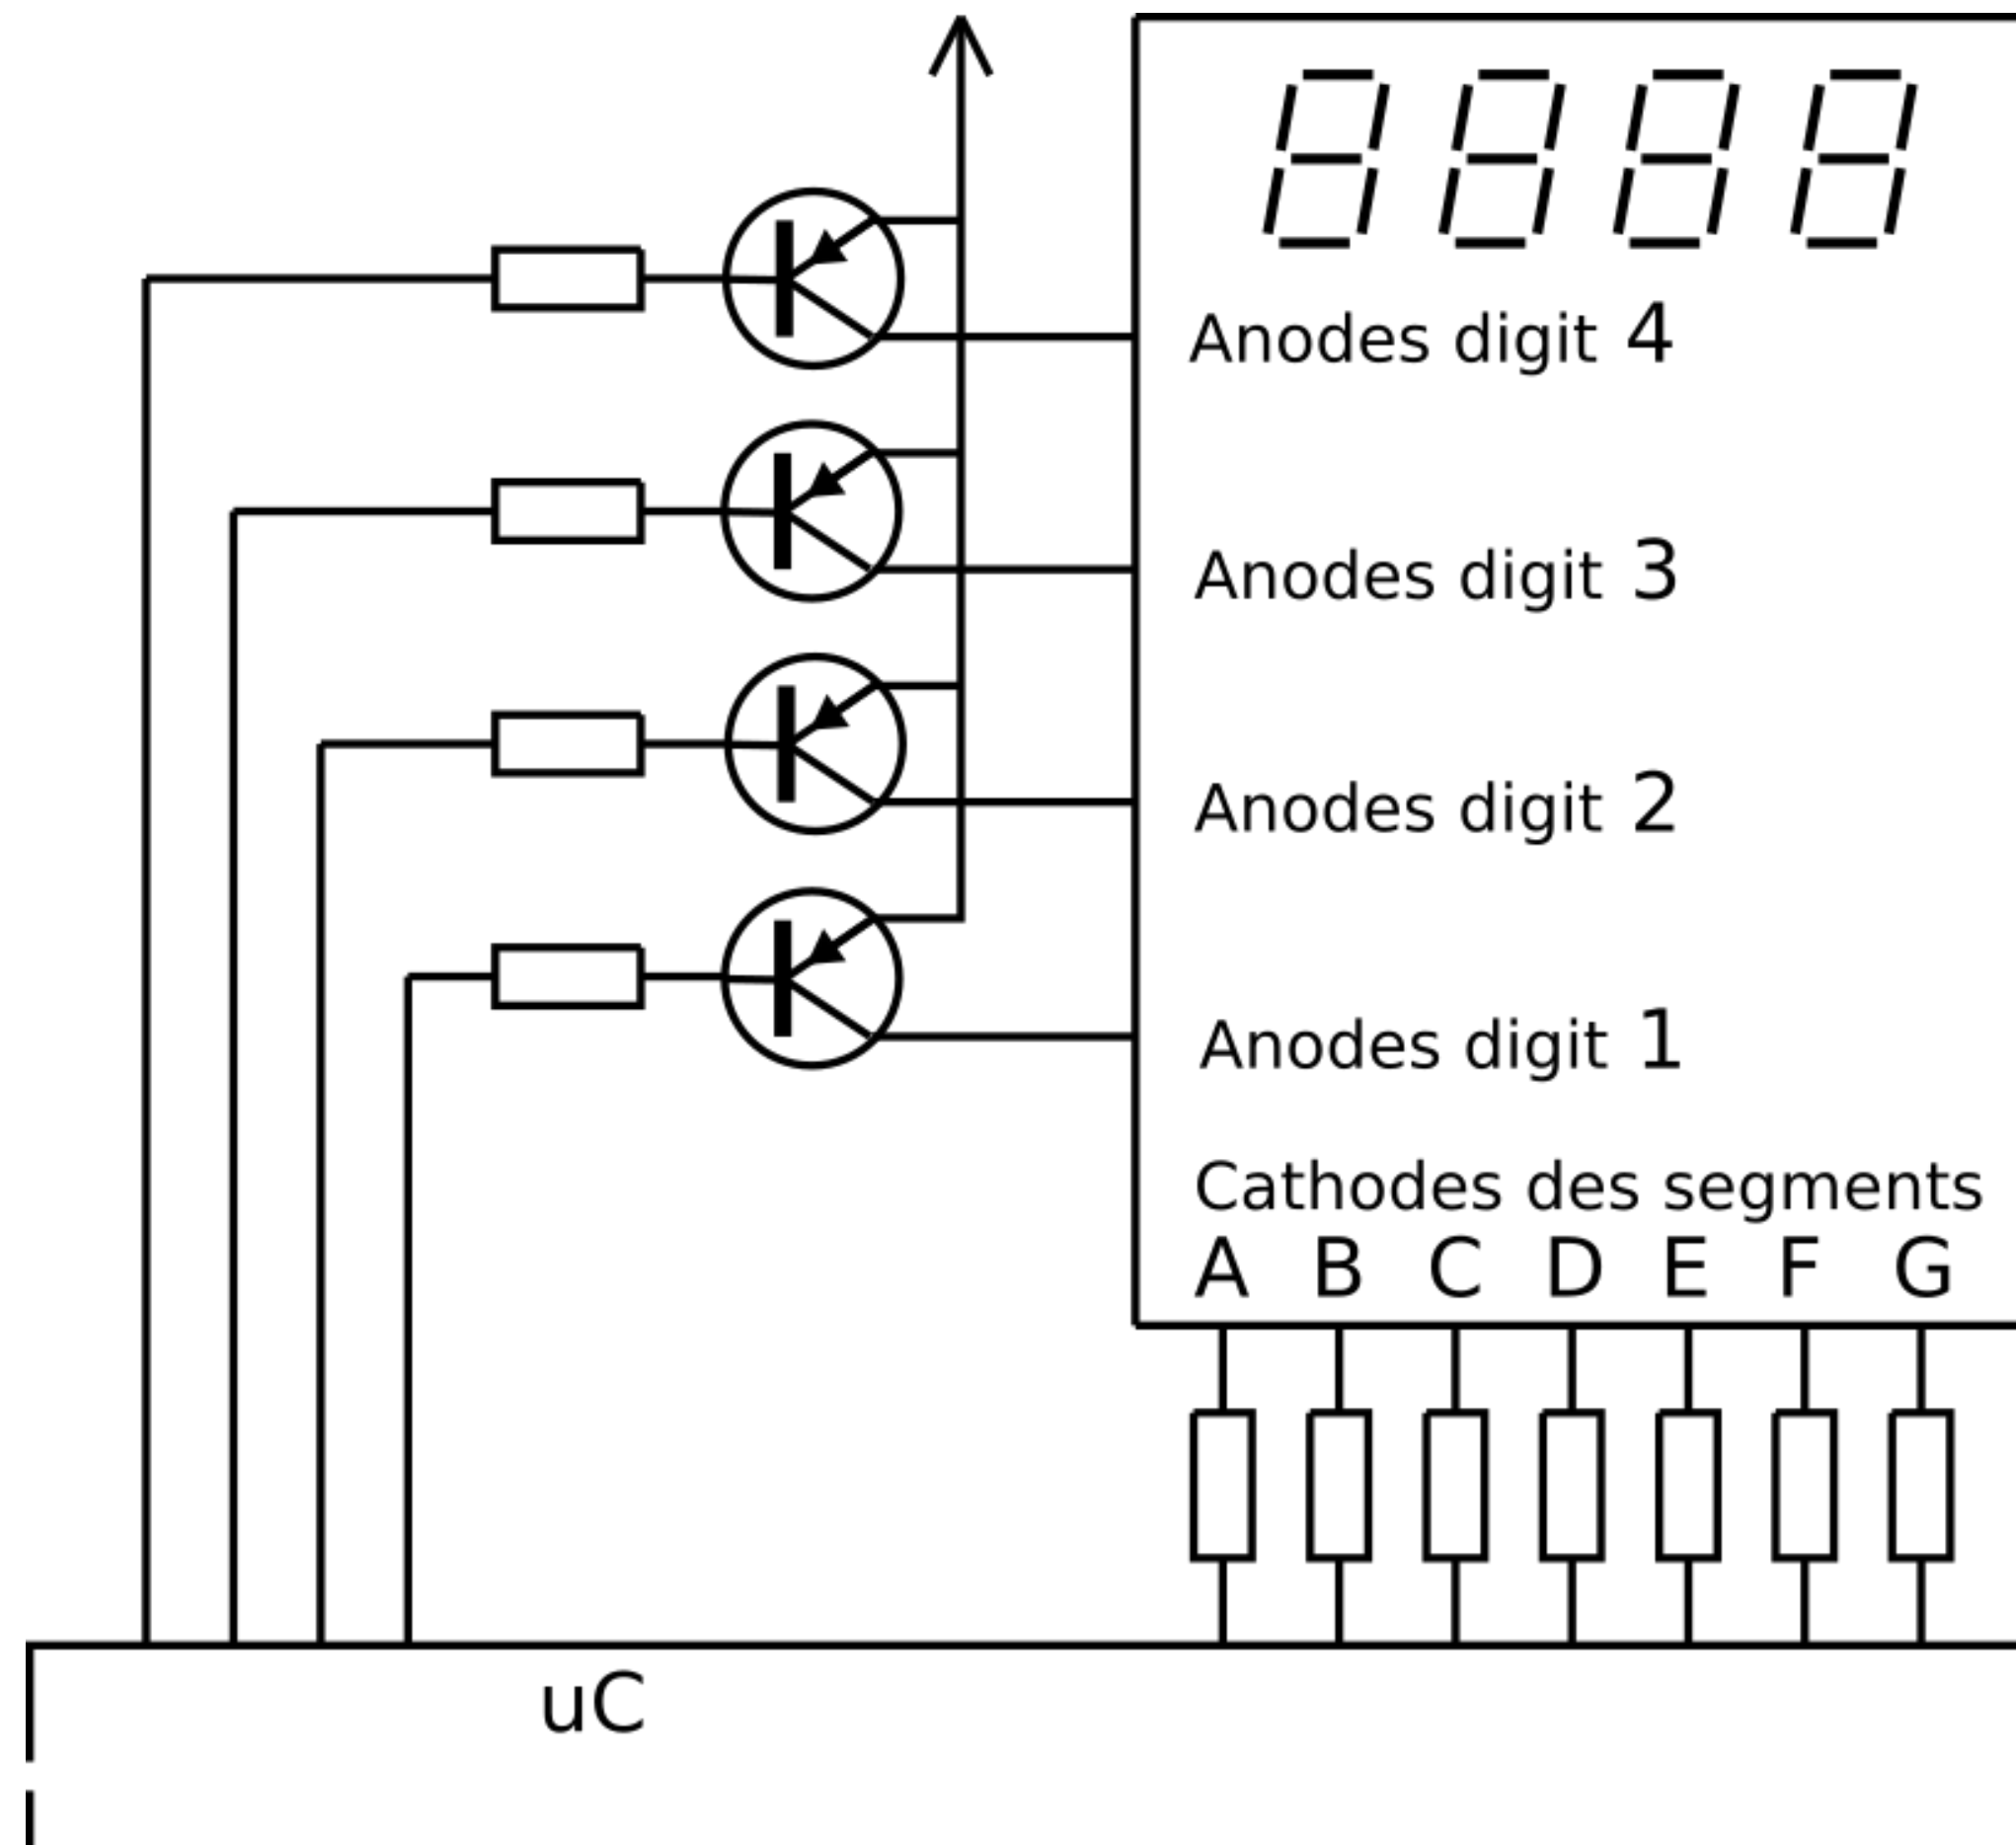 Anodes digit 4
Anodes digit 3
Anodes digit 2
Anodes digit 1
Cathodes des segments
A B C D E F G
uC